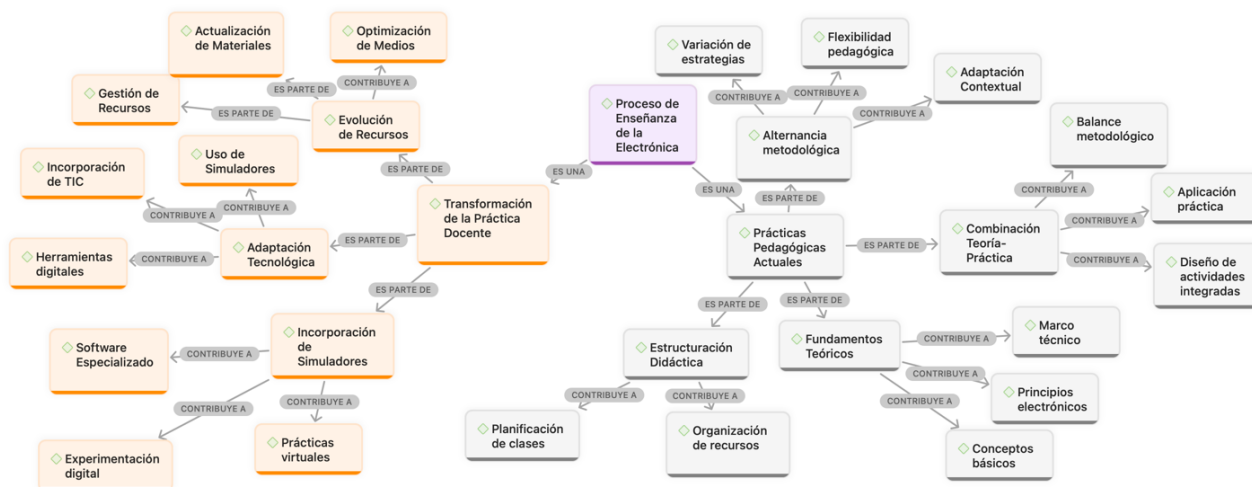 Actualización
de Materiales
Optimización
de Medios
CONTRIBUYE A
ES PARTE DE
Gestión de
Recursos
ES PARTE DE
Evolución
de Recursos
Incorporación
de TIC
Uso de
Simuladores
ES PARTE DE
CONTRIBUYE A
CONTRIBUYE A
Transformación
de la Práctica
Docente
ES PARTE DE
Herramientas
digitales
CONTRIBUYE A
Adaptación
Tecnológica
ES PARTE DE
Software
Especializado
CONTRIBUYE A
Incorporación
de
Simuladores
CONTRIBUYE A
CONTRIBUYE A
Experimentación
digital
Prácticas
virtuales
Proceso de
Enseñanza
de la
Electrónica
ES UNA
ES UNA
Variación de
estrategias
Flexibilidad
pedagógica
Adaptación
Contextual
CONTRIBUYE A
CONTRIBUYE A
CONTRIBUYE A
Alternancia
metodológica
ES PARTE DE
Prácticas
Pedagógicas
Actuales
ES PARTE DE
Combinación
Teoría-
Práctica
Balance
metodológico
CONTRIBUYE A
Aplicación
práctica
CONTRIBUYE A
CONTRIBUYE A
Diseño de
actividades
integradas
ES PARTE DE
ES PARTE DE
Estructuración
Didáctica
CONTRIBUYE A
CONTRIBUYE A
Planificación
de clases
Organización
de recursos
Fundamentos
Teóricos
CONTRIBUYE A
Marco
técnico
CONTRIBUYE A
Principios
electrónicos
CONTRIBUYE A
Conceptos
básicos